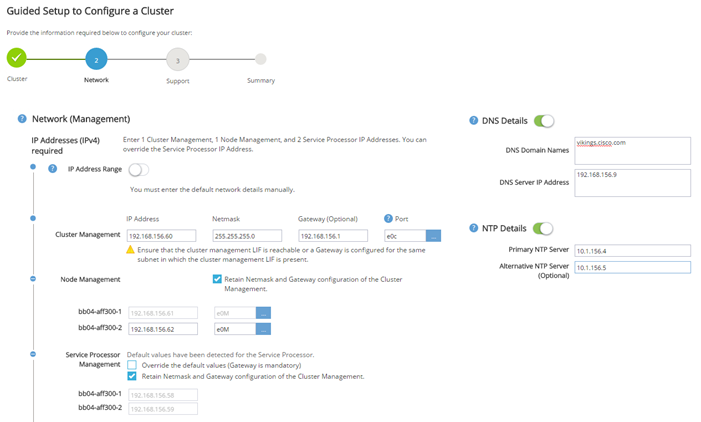 Guided Setup to Configure a Cluster
Provide the information required below to configure your cluster:
2
3
Cluster
Network
Support
Summary
? Network (Management)
IP Addresses (IPv4) required
Enter 1 Cluster Management, 1 Node Management, and 2 Service Processor IP Addresses. You can
override the Service Processor IP Address.
? IP Address Range
You must enter the default network details manually.
IP Address Netmask Gateway (Optional) ? Port
Cluster Management 192.168.156.60 255.255.255.0 192.168.156.1 e0c ...
Ensure that the cluster management LIF is reachable or a Gateway is configured for the same
subnet in which the cluster management LIF is present.
Node Management
Retain Netmask and Gateway configuration of the Cluster
Management.
bb04-aff300-1 192.168.156.61 e0M ...
bb04-aff300-2 192.168.156.62 e0M ...
Service Processor
Management
Default values have been detected for the Service Processor.
Override the default values (Gateway is mandatory)
Retain Netmask and Gateway configuration of the Cluster Management.
bb04-aff300-1 192.168.156.58
bb04-aff300-2 192.168.156.59
? DNS Details
DNS Domain Names vikings.cisco.com
DNS Server IP Address 192.168.156.9
? NTP Details
Primary NTP Server 10.1.156.4
Alternative NTP Server 10.1.156.5
(Optional)